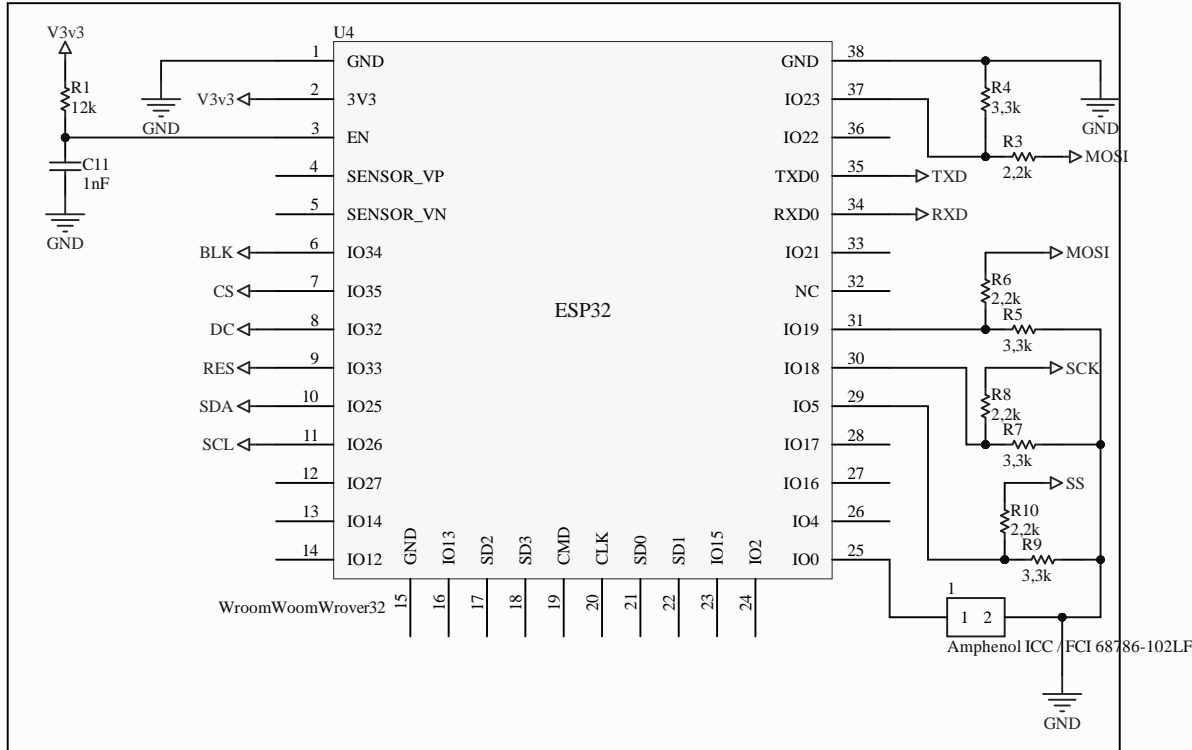 V3v3
R1
12k
C11
1nF
GND
GND
V3v3
BLK
CS
DC
RES
SDA
SCL
U4
1 GND
2 3V3
3 EN
4 SENSOR_VP
5 SENSOR_VN
6 IO34
7 IO35
8 IO32
9 IO33
10 IO25
11 IO26
12 IO27
13 IO14
14 IO12
ESP32
GND 15
IO13 16
SD2 17
SD3 18
CMD 19
CLK 20
SD0 21
SD1 22
IO15 23
IO2 24
WroomWoomWrover32
GND 38
IO23 37
IO22 36
TXD0 35
RXD0 34
IO21 33
NC 32
IO19 31
IO18 30
IO5 29
IO17 28
IO16 27
IO4 26
IO0 25
R4
3,3k
GND
R3
2,2k
MOSI
TXD
RXD
MOSI
R6
2,2k
R5
3,3k
SCK
R8
2,2k
R7
3,3k
SS
R10
2,2k
R9
3,3k
1
1 2
Amphenol ICC / FCI 68786-102LF
GND